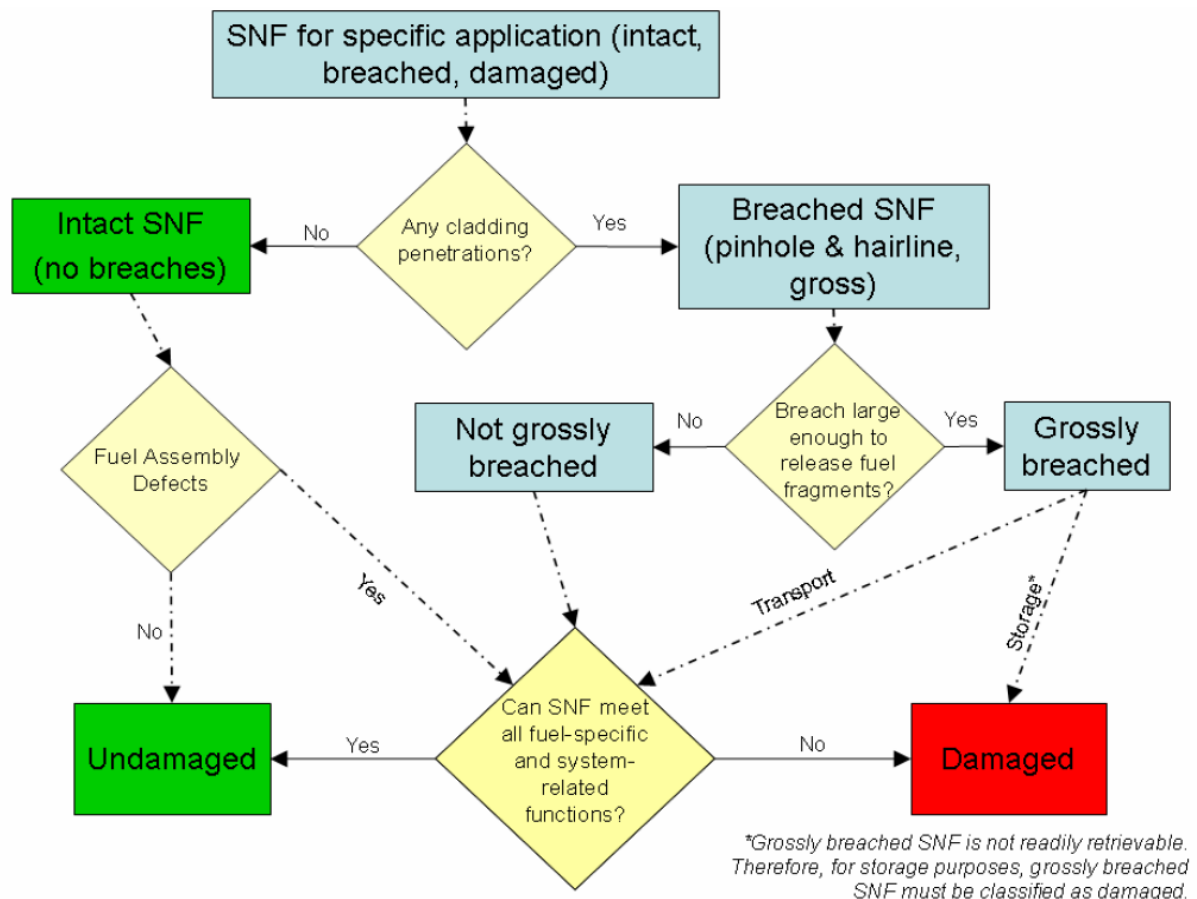 SNF for specific application (intact,
breached, damaged)
Any cladding
penetrations?
No
Yes
Intact SNF
(no breaches)
Breached SNF
(pinhole & hairline,
gross)
Fuel Assembly
Defects
Not grossly
breached
No
Breach large
enough to
release fuel
fragments?
Yes
Grossly
breached
Yes
Transport
Storage*
No
Undamaged
Yes
Can SNF meet
all fuel-specific
and system-
related
functions?
No
Damaged
*Grossly breached SNF is not readily retrievable.
Therefore, for storage purposes, grossly breached
SNF must be classified as damaged.